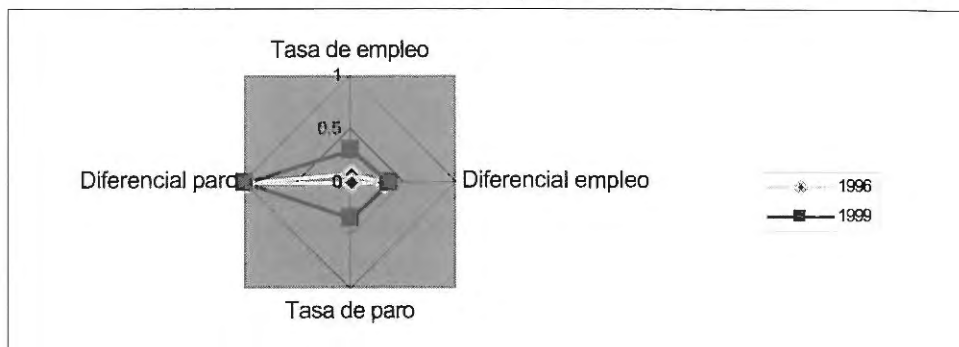 Tasa de empleo
1
0.5
Diferencial paro
0
Diferencial empleo
1996
1999
Tasa de paro